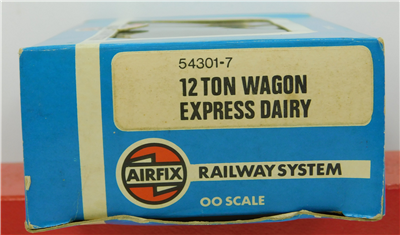 54301-7
12 TON WAGON
EXPRESS DAIRY
AIRFIX
RAILWAY SYSTEM
OO SCALE